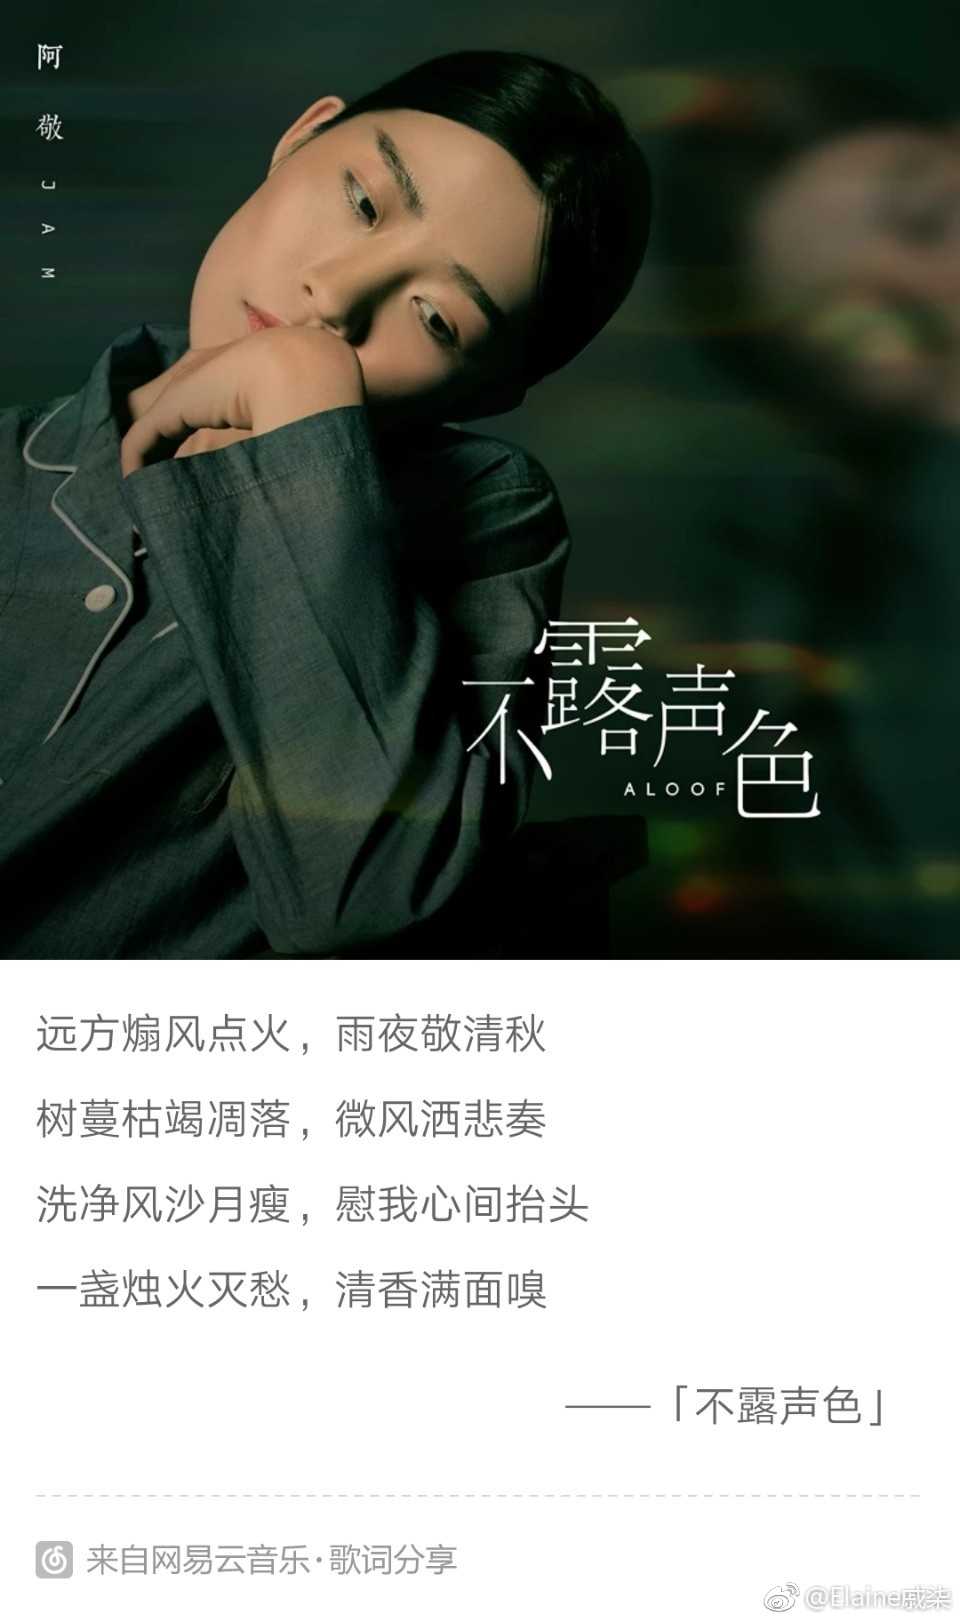 阿敬 JAM
不露声色
ALOOF
远方煽风点火，雨夜敬清秋
树蔓枯竭凋落，微风洒悲奏
洗净风沙月瘦，慰我心间抬头
一盏烛火灭愁，清香满面嗅
——「不露声色」
来自网易云音乐·歌词分享
@Elaine戚柒